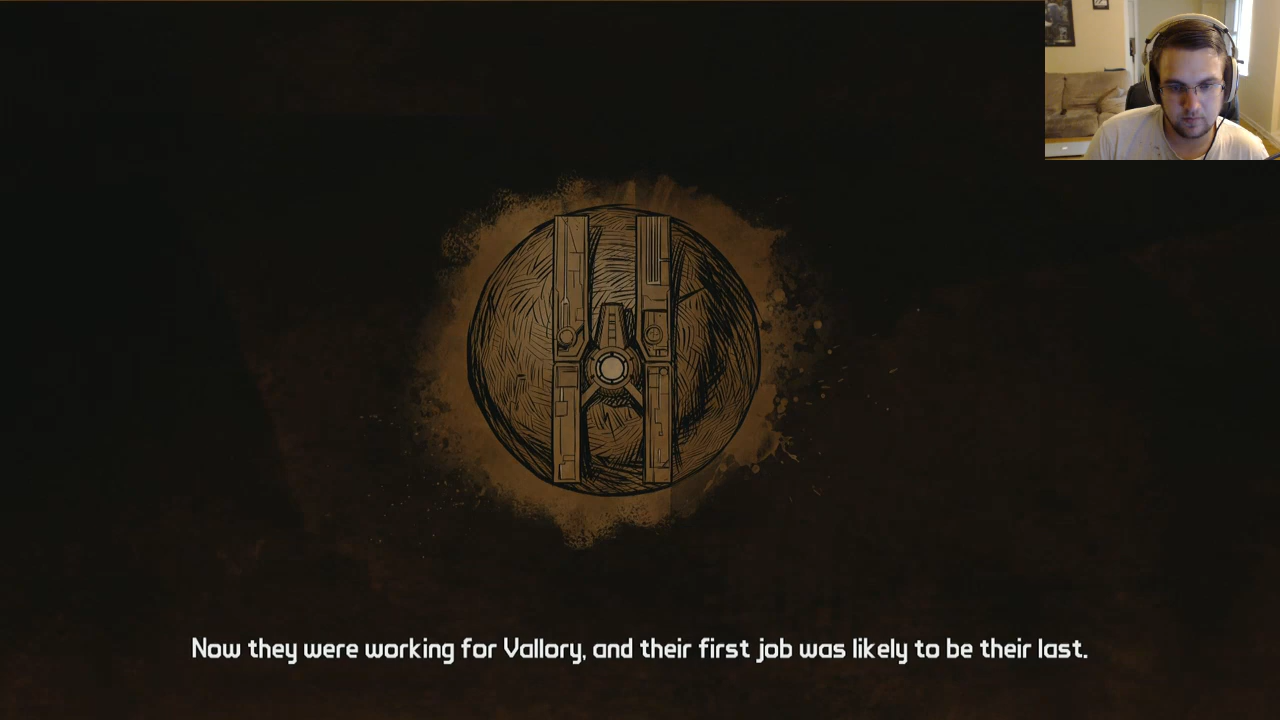 Now they were working for Vallory, and their first job was likely to be their last.